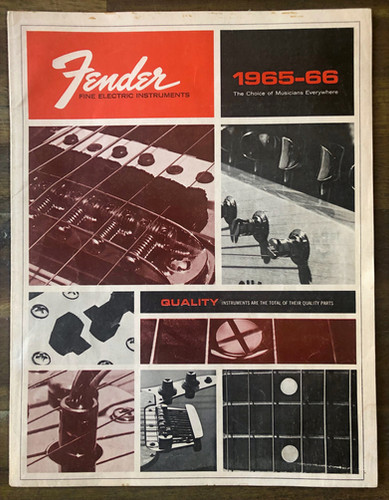 Fender
FINE ELECTRIC INSTRUMENTS
1965-66
The Choice of Musicians Everywhere
QUALITY INSTRUMENTS ARE THE TOTAL OF THEIR QUALITY PARTS